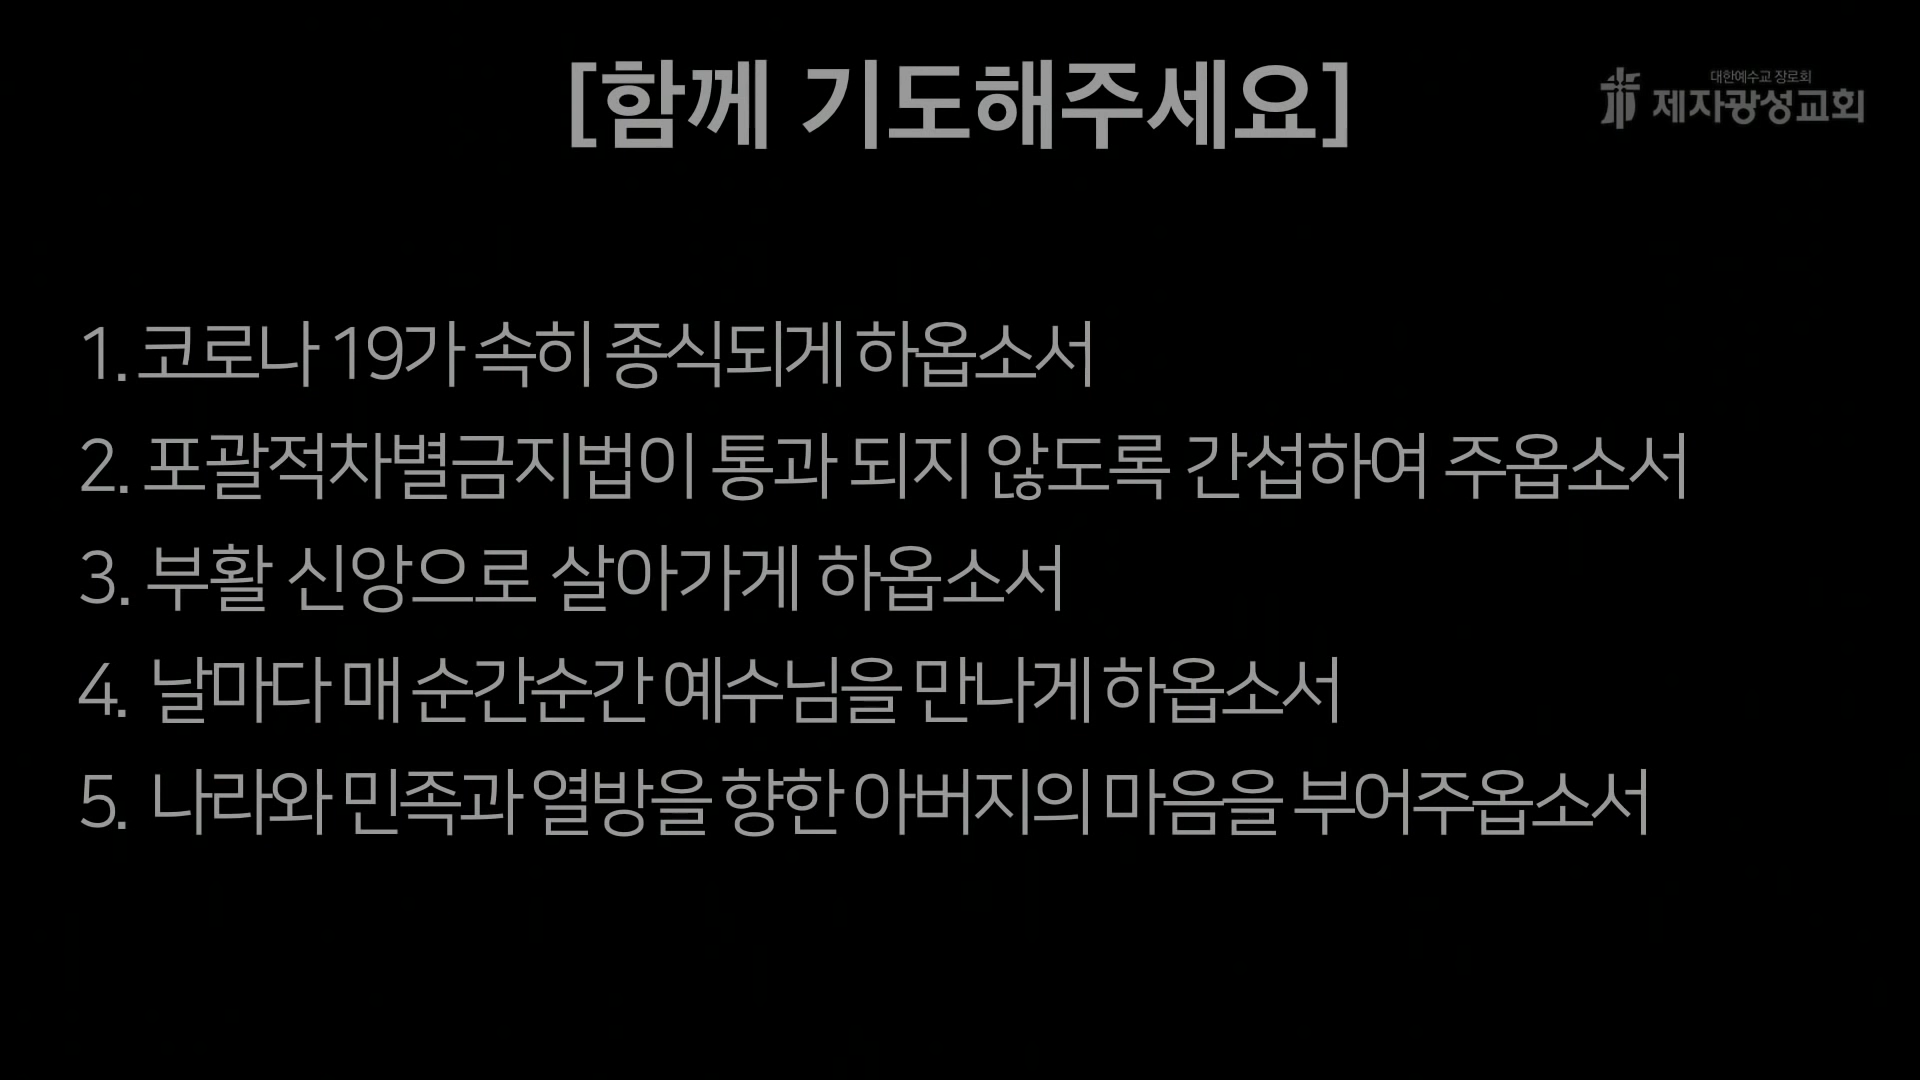 [함께 기도해주세요]
대한예수교 장로회
제자광성교회
1. 코로나 19가 속히 종식되게 하옵소서
2. 포괄적차별금지법이 통과 되지 않도록 간섭하여 주옵소서
3. 부활 신앙으로 살아가게 하옵소서
4. 날마다 매 순간순간 예수님을 만나게 하옵소서
5. 나라와 민족과 열방을 향한 아버지의 마음을 부어주옵소서